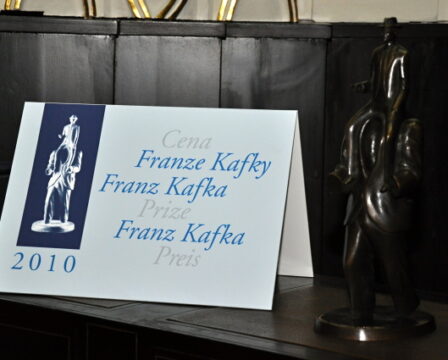 Cena
Franze Kafky
Franz Kafka
Prize
Franz Kafka
Preis
2010